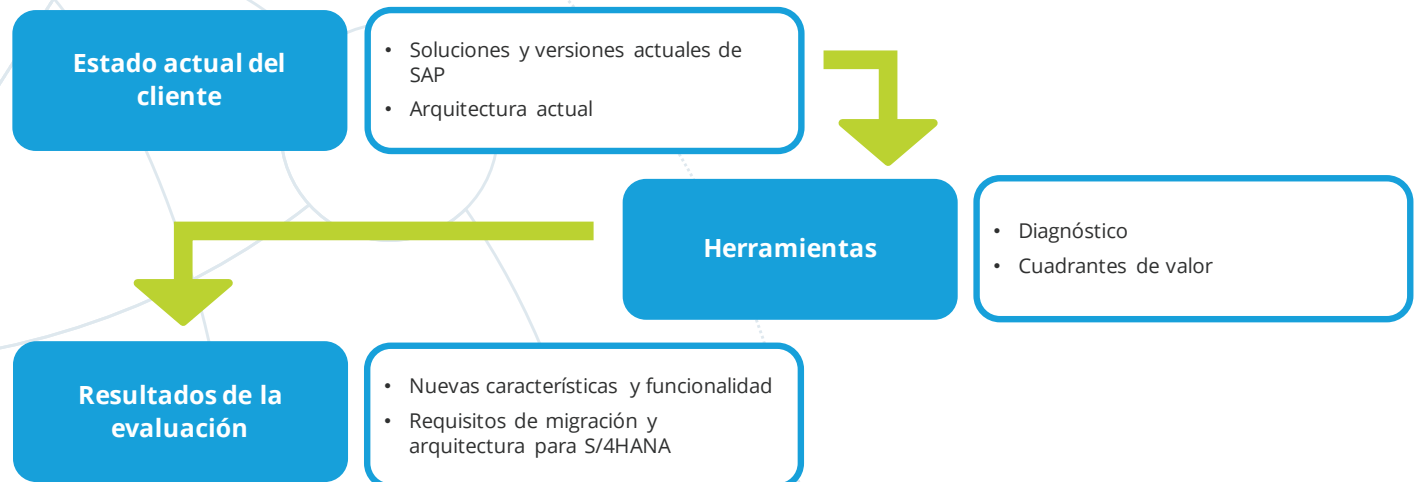 Estado actual del
cliente
• Soluciones y versiones actuales de
SAP
• Arquitectura actual
Herramientas
• Diagnóstico
• Cuadrantes de valor
Resultados de la
evaluación
• Nuevas características y funcionalidad
• Requisitos de migración y
arquitectura para S/4HANA